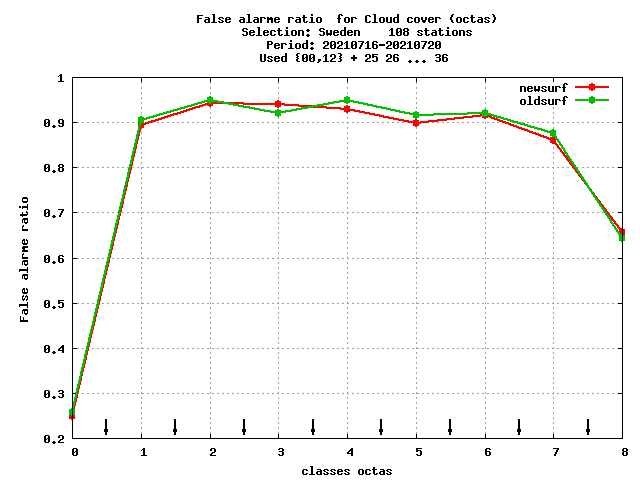 False alarme ratio for Cloud cover (octas)
Selection: Sweden 108 stations
Period: 20210716-20210720
Used {00,12} + 25 26 ... 36
newsurf
oldsurf
1
0.9
0.8
0.7
0.6
0.5
0.4
0.3
0.2
False alarme ratio
0 1 2 3 4 5 6 7 8
classes octas